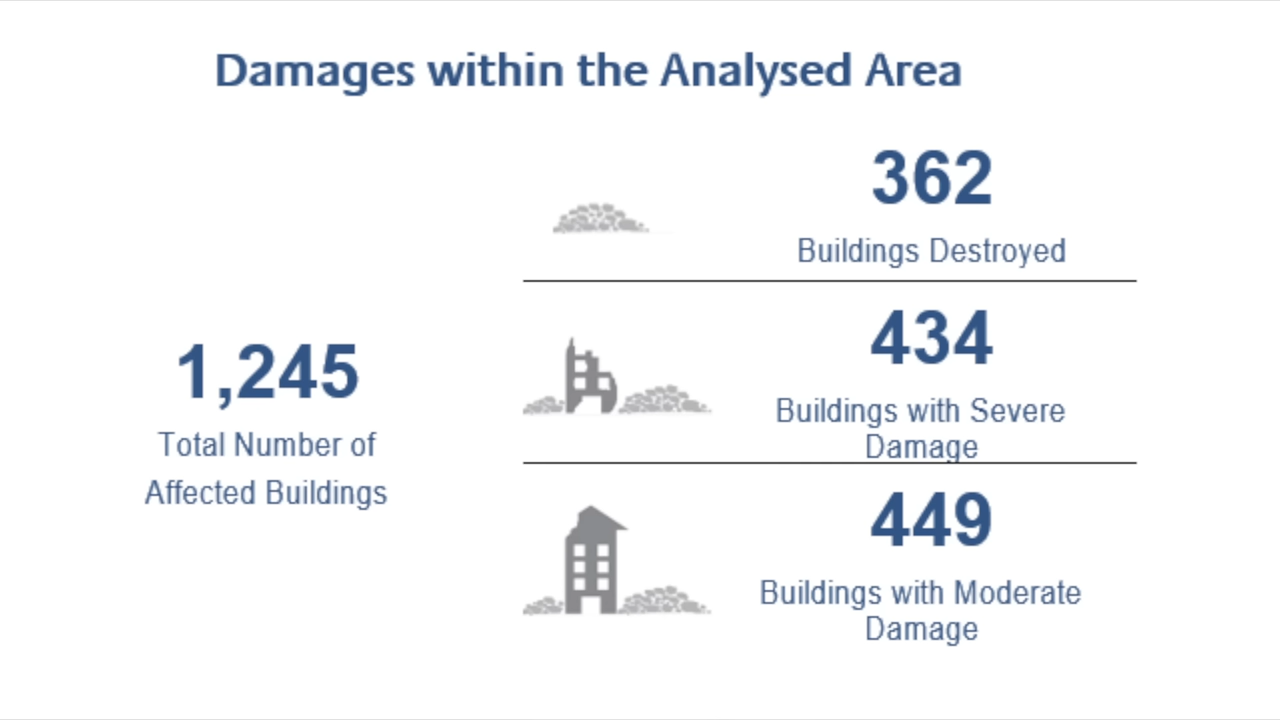 Damages within the Analysed Area
1,245
Total Number of
Affected Buildings
362
Buildings Destroyed
434
Buildings with Severe
Damage
449
Buildings with Moderate
Damage